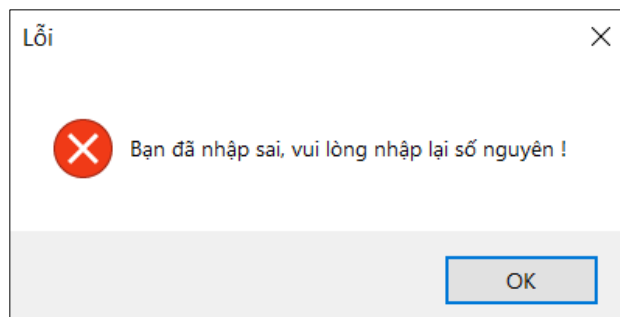 Lỗi
Bạn đã nhập sai, vui lòng nhập lại số nguyên !
OK